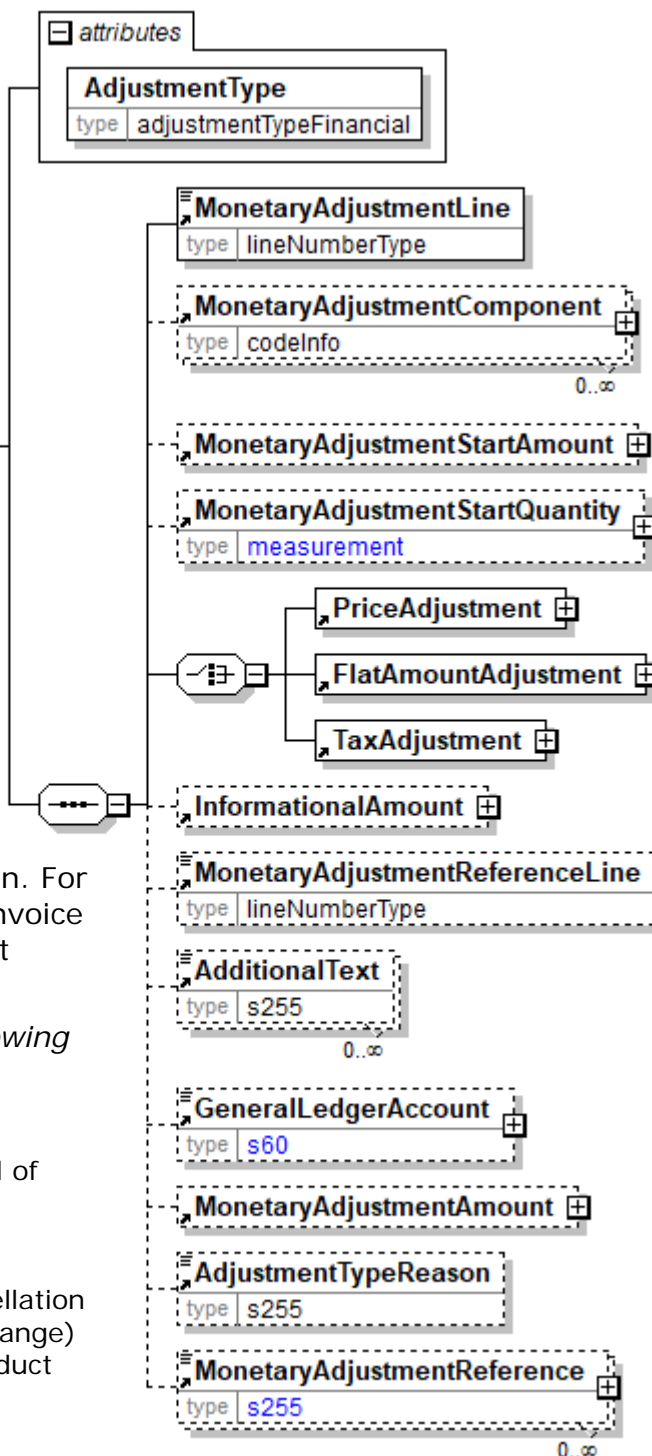 attributes
AdjustmentType
type adjustmentTypeFinancial
MonetaryAdjustmentLine
type lineNumberType
MonetaryAdjustmentComponent
type codeInfo
0..∞
MonetaryAdjustmentStartAmount
MonetaryAdjustmentStartQuantity
type measurement
PriceAdjustment
FlatAmountAdjustment
TaxAdjustment
InformationalAmount
MonetaryAdjustmentReferenceLine
type lineNumberType
AdditionalText
type s255
0..∞
GeneralLedgerAccount
type s60
MonetaryAdjustmentAmount
AdjustmentTypeReason
type s255
MonetaryAdjustmentReference
type s255
0..∞
n. For
nvoice
t
wing
l of
ellation
ange)
duct